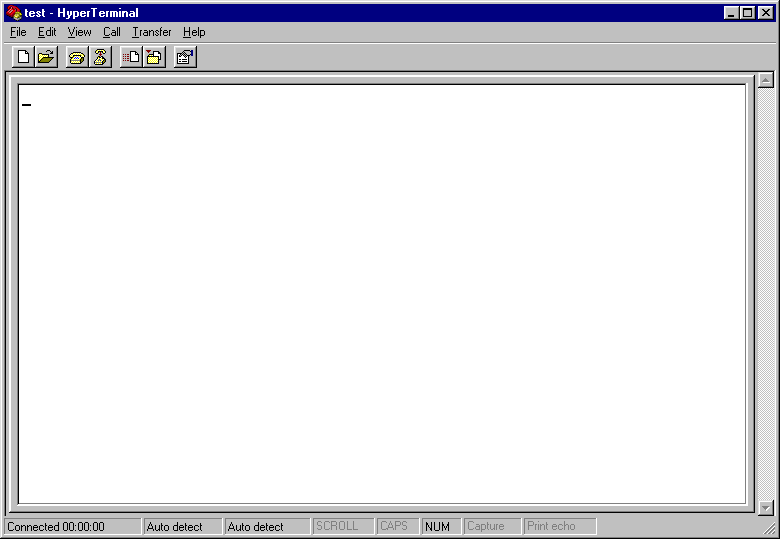 test - HyperTerminal
File Edit View Call Transfer Help
Connected 00:00:00 Auto detect Auto detect SCROLL CAPS NUM Capture Print echo